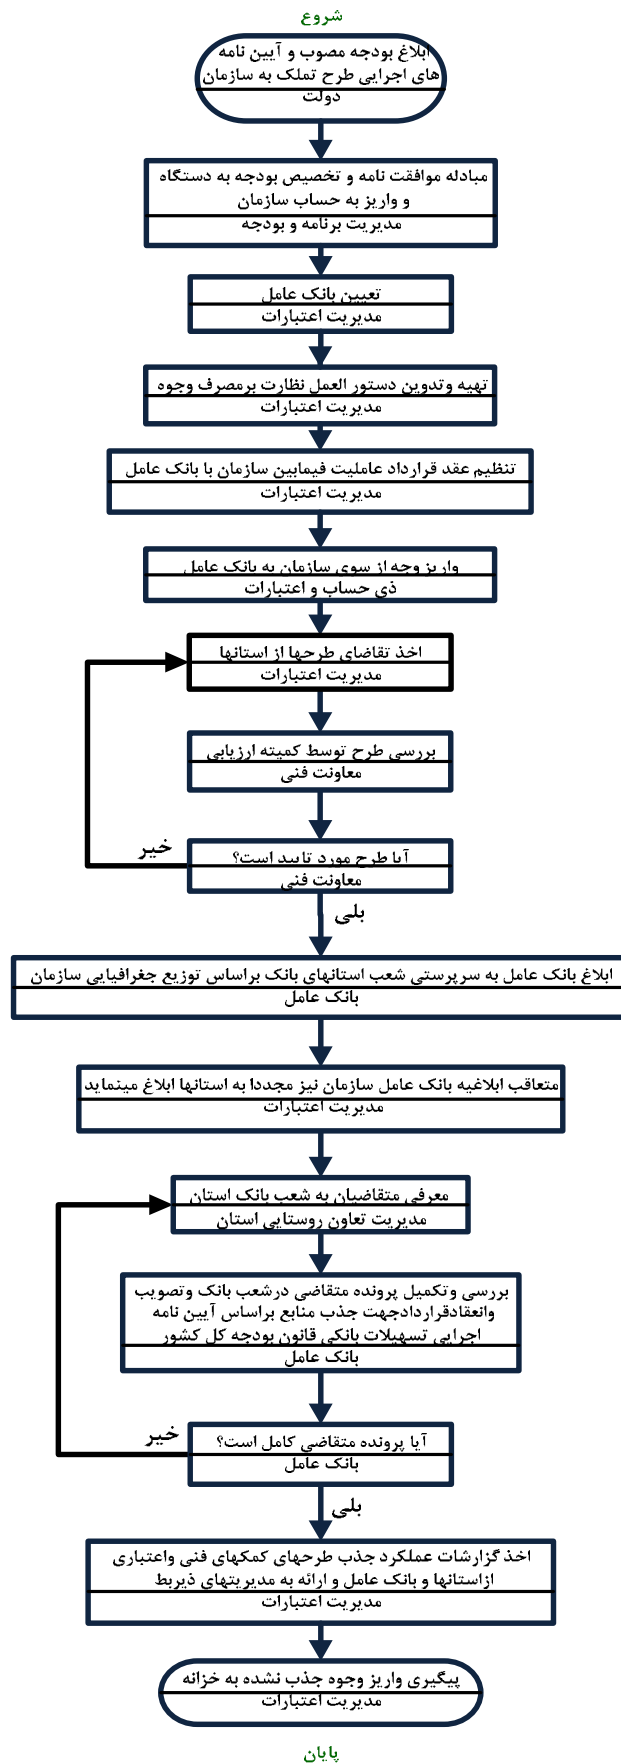 شروع
ابلاغ بودجه مصوب و آیین نامه
های اجرایی طرح تملک به سازمان
دولت
مبادله موافقت نامه و تخصیص بودجه به دستگاه
و واریز به حساب سازمان
مدیریت برنامه و بودجه
تعیین بانک عامل
مدیریت اعتبارات
تهیه وتدوین دستور العمل نظارت برمصرف وجوه
مدیریت اعتبارات
تنظیم عقد قرارداد عاملیت فیمابین سازمان با بانک عامل
مدیریت اعتبارات
واریز وجه از سوی سازمان به بانک عامل
ذی حساب و اعتبارات
اخذ تقاضای طرحها از استانها
مدیریت اعتبارات
بررسی طرح توسط کمیته ارزیابی
معاونت فنی
آیا طرح مورد تایید است؟
معاونت فنی
خیر
بلی
ابلاغ بانک عامل به سرپرستی شعب استانهای بانک براساس توزیع جغرافیایی سازمان
بانک عامل
متعاقب ابلاغیه بانک عامل سازمان نیز مجددا به استانها ابلاغ مینماید
مدیریت اعتبارات
معرفی متقاضیان به شعب بانک استان
مدیریت تعاون روستایی استان
بررسی وتکمیل پرونده متقاضی درشعب بانک وتصویب
وانعقادقراردادجهت جذب منابع براساس آیین نامه
اجرایی تسهیلات بانکی قانون بودجه کل کشور
بانک عامل
آیا پرونده متقاضی کامل است؟
بانک عامل
خیر
بلی
اخذ گزارشات عملکرد جذب طرحهای کمکهای فنی واعتباری
ازاستانها و بانک عامل و ارائه به مدیریتهای ذیربط
مدیریت اعتبارات
پیگیری واریز وجوه جذب نشده به خزانه
مدیریت اعتبارات
پایان